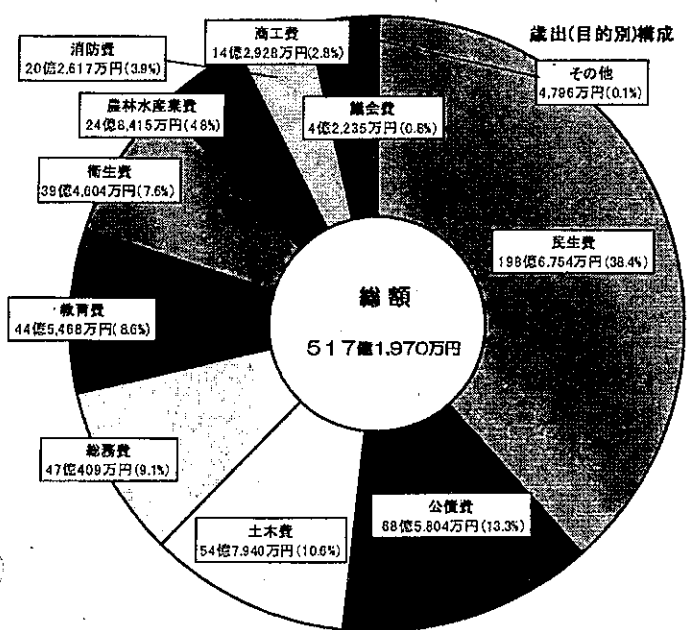 歳出(目的別)構成
商工費
14億2,928万円(2.8%)
消防費
20億2,617万円(3.9%)
その他
4,796万円(0.1%)
農林水産業費
24億8,415万円(4.8%)
議会費
4億2,235万円(0.8%)
衛生費
39億4,604万円(7.6%)
民生費
198億6,754万円(38.4%)
総額
517億1,970万円
教育費
44億5,468万円(8.6%)
総務費
47億409万円(9.1%)
公債費
68億5,804万円(13.3%)
土木費
54億7,940万円(10.6%)